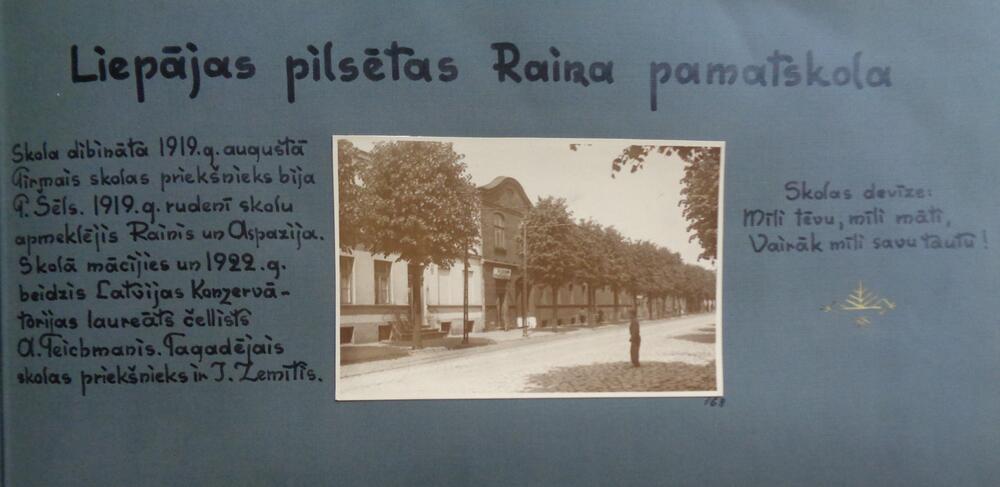 Liepājas pilsētas Raiņa pamatskola
Skola dibināta 1919.g. augustā
Pirmais skolas priekšnieks bija
P. Sēls. 1919.g. rudenī skolu
apmeklējis Rainis un Aspazija.
Skolā mācījies un 1922.g.
beidzis Latvijas Konzervā-
torijas laureāts čellists
A. Teichmanis. Tagadējais
skolas priekšnieks ir J. Zemītis.
Skolas devīze:
Mīli tēvu, mīli māti,
Vairāk mīli savu tautu!
168